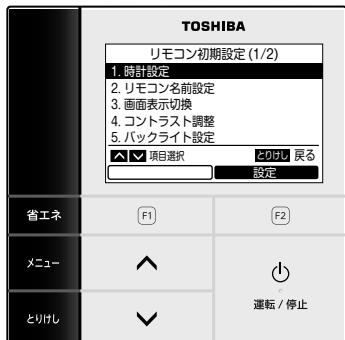 TOSHIBA
リモコン初期設定 (1/2)
1. 時計設定
2. リモコン名前設定
3. 画面表示切換
4. コントラスト調整
5. バックライト設定
項目選択 とりけし 戻る
設定
省エネ F1 F2
メニュー
運転 / 停止
とりけし